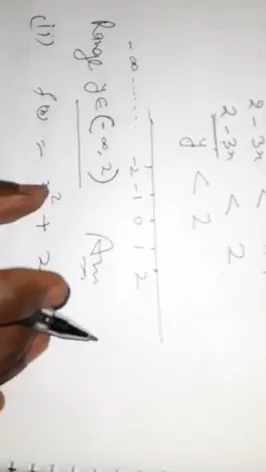 2 - 3x <
2 - 3x < 2
y < 2
-∞ ...... -2 -1 0 1 2
Range y ∈ (-∞, 2) Ans
(ii) f(x) = x² + 2